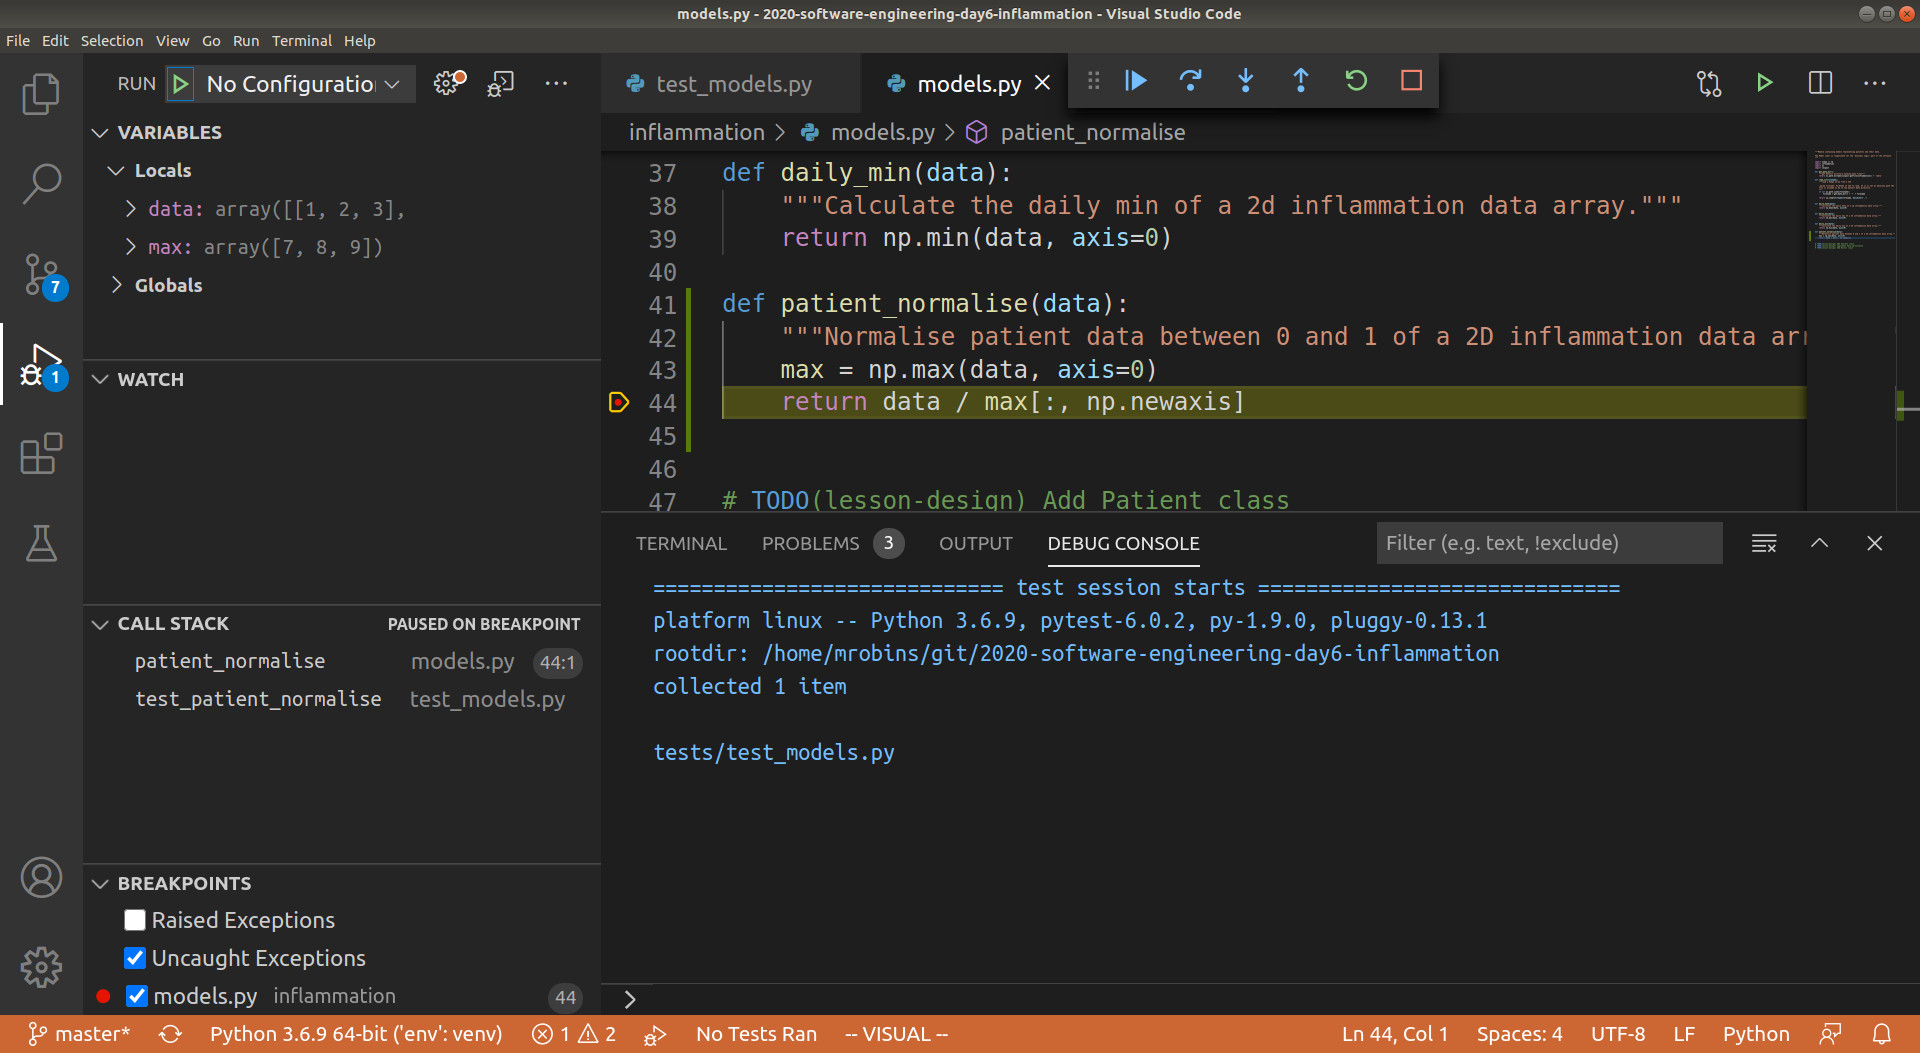 models.py - 2020-software-engineering-day6-inflammation - Visual Studio Code
File Edit Selection View Go Run Terminal Help
RUN No Configuratio
VARIABLES
Locals
data: array([[1, 2, 3],
max: array([7, 8, 9])
Globals
WATCH
CALL STACK PAUSED ON BREAKPOINT
patient_normalise models.py 44:1
test_patient_normalise test_models.py
BREAKPOINTS
Raised Exceptions
Uncaught Exceptions
models.py inflammation 44
7
1
test_models.py models.py
inflammation > models.py > patient_normalise
37 def daily_min(data):
38 """Calculate the daily min of a 2d inflammation data array."""
39 return np.min(data, axis=0)
40
41 def patient_normalise(data):
42 """Normalise patient data between 0 and 1 of a 2D inflammation data arr
43 max = np.max(data, axis=0)
44 return data / max[:, np.newaxis]
45
46
47 # TODO(lesson-design) Add Patient class
TERMINAL PROBLEMS 3 OUTPUT DEBUG CONSOLE Filter (e.g. text, !exclude)
============================= test session starts ==============================
platform linux -- Python 3.6.9, pytest-6.0.2, py-1.9.0, pluggy-0.13.1
rootdir: /home/mrobins/git/2020-software-engineering-day6-inflammation
collected 1 item
tests/test_models.py
master* Python 3.6.9 64-bit ('env': venv) 1 2 No Tests Ran -- VISUAL -- Ln 44, Col 1 Spaces: 4 UTF-8 LF Python